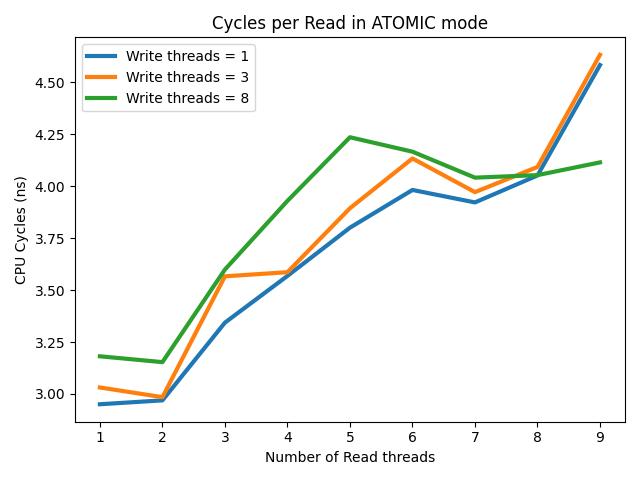 Cycles per Read in ATOMIC mode
Write threads = 1
Write threads = 3
Write threads = 8
4.50
4.25
4.00
3.75
3.50
3.25
3.00
CPU Cycles (ns)
1 2 3 4 5 6 7 8 9
Number of Read threads